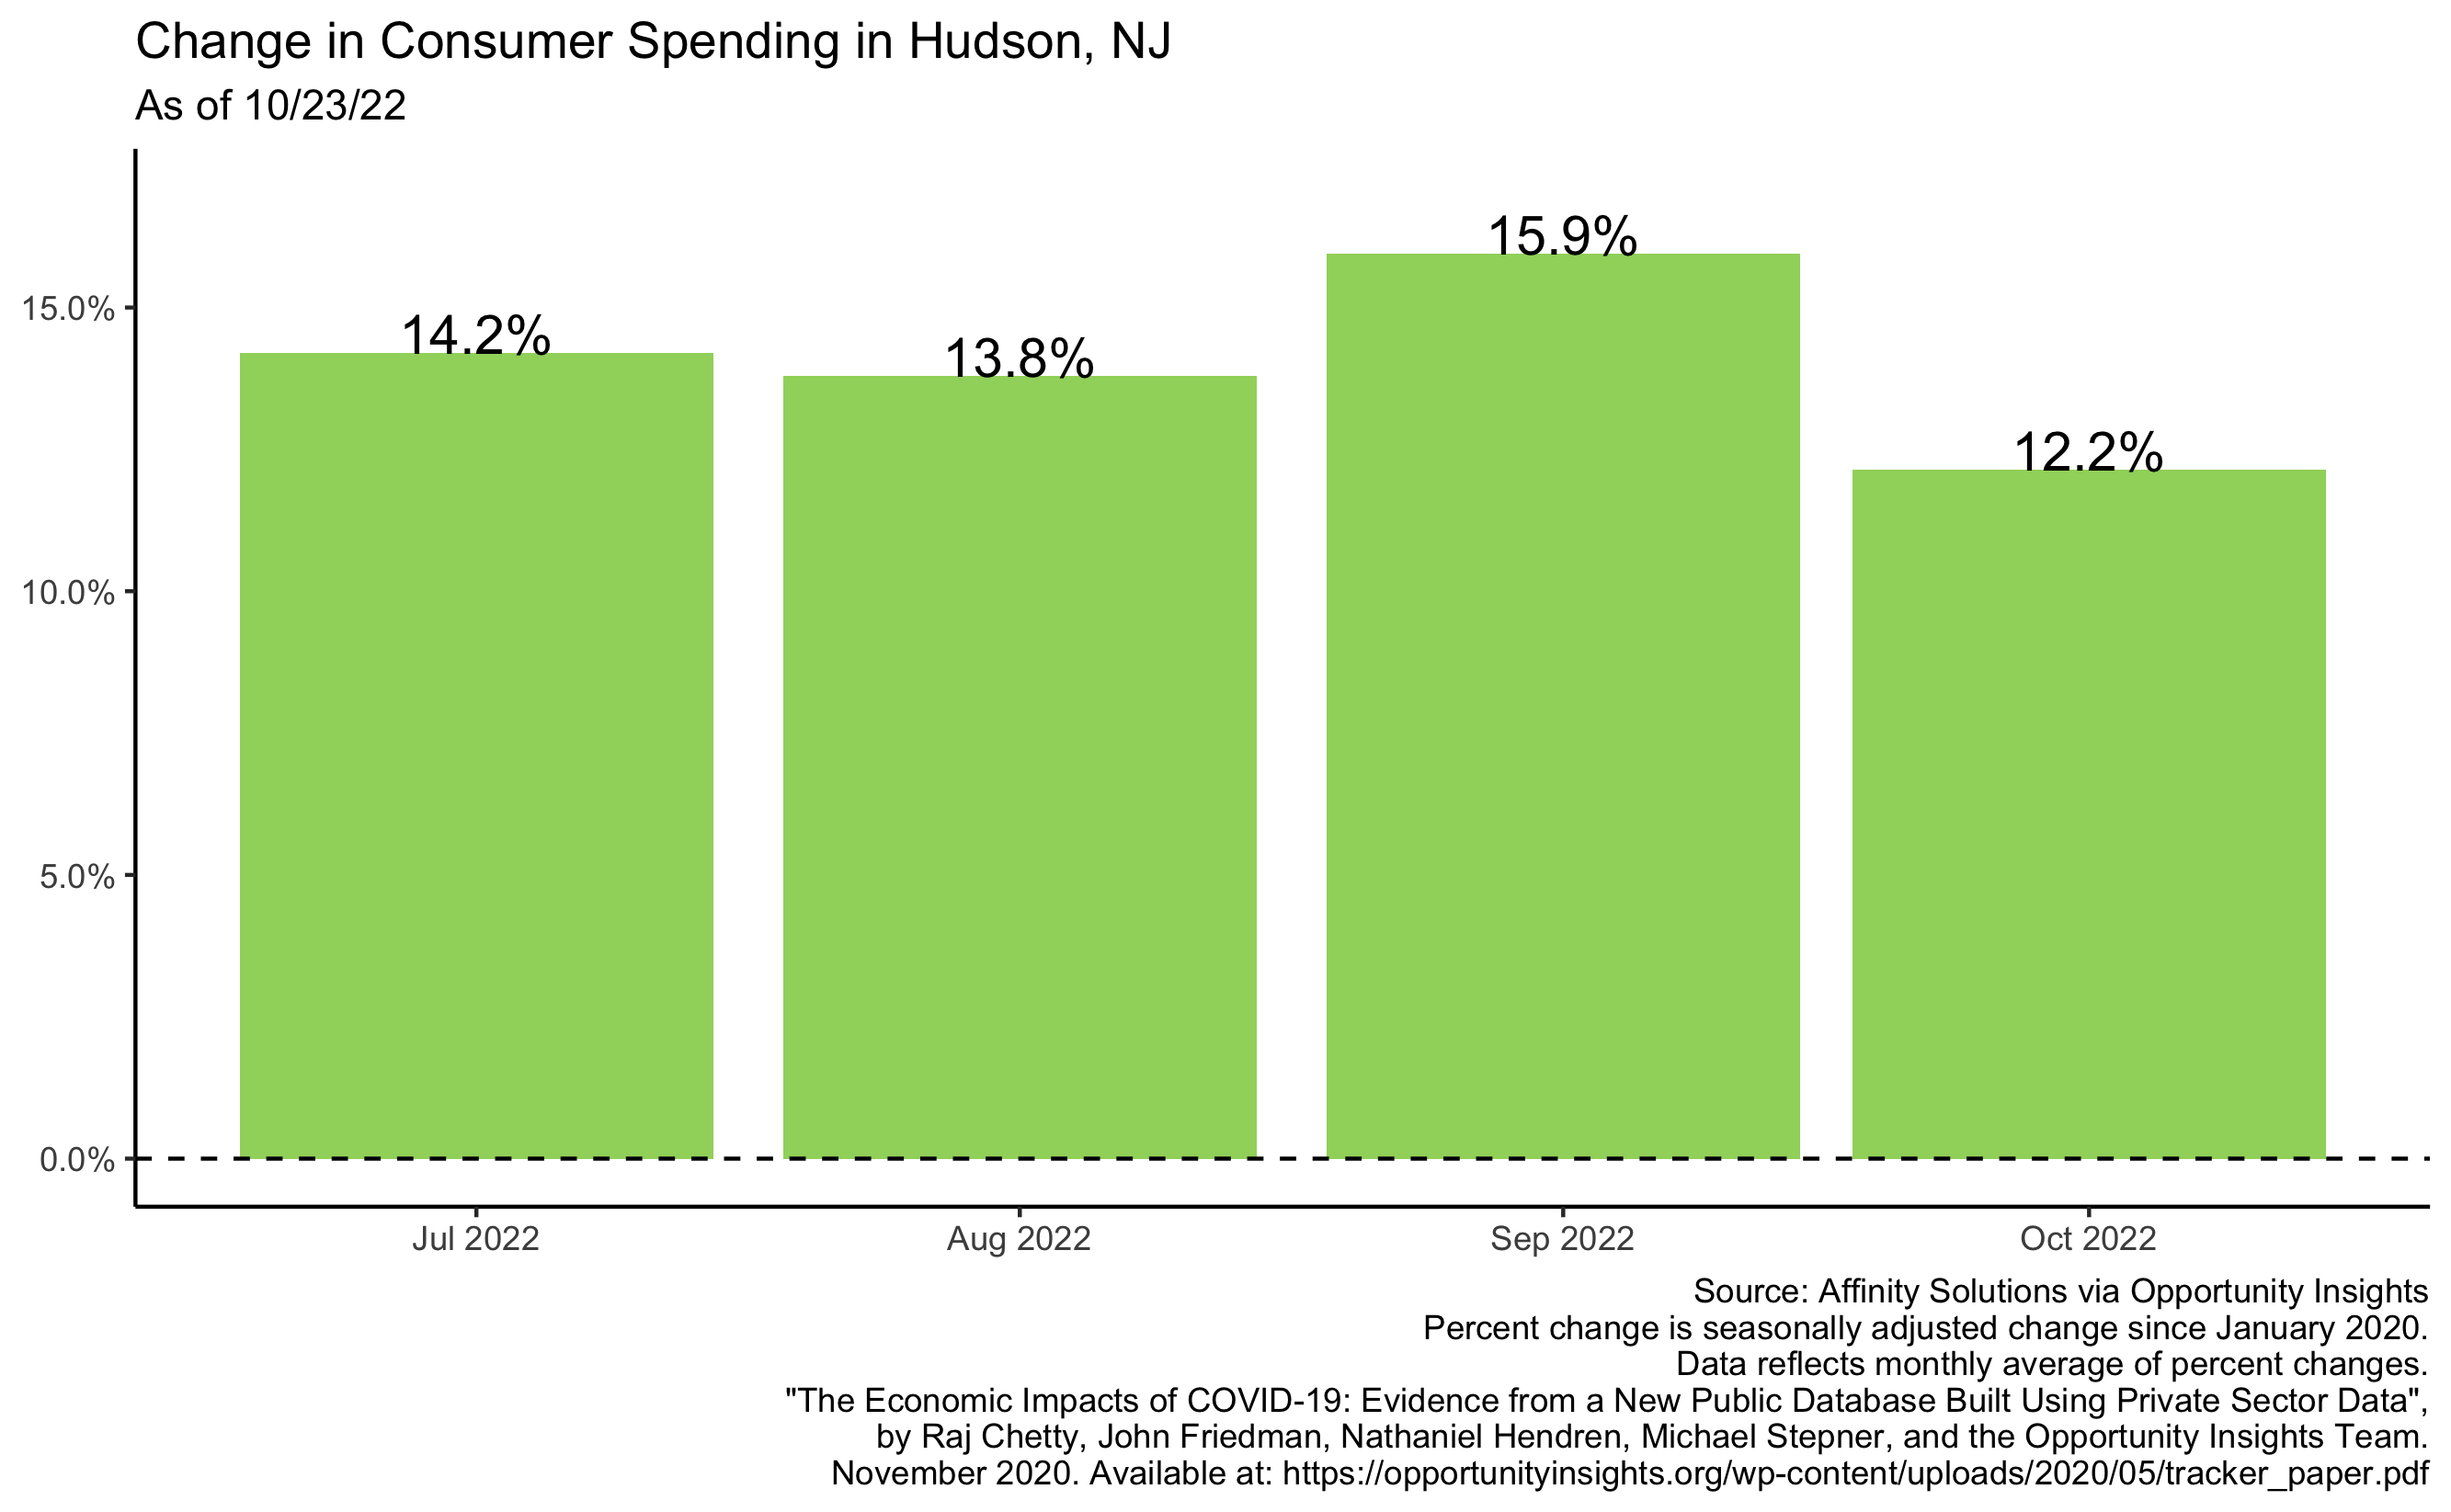 Change in Consumer Spending in Hudson, NJ
As of 10/23/22
15.9%
14.2%
13.8%
12.2%
15.0%
10.0%
5.0%
0.0%
Jul 2022
Aug 2022
Sep 2022
Oct 2022
Source: Affinity Solutions via Opportunity Insights
Percent change is seasonally adjusted change since January 2020.
Data reflects monthly average of percent changes.
"The Economic Impacts of COVID-19: Evidence from a New Public Database Built Using Private Sector Data",
by Raj Chetty, John Friedman, Nathaniel Hendren, Michael Stepner, and the Opportunity Insights Team.
November 2020. Available at: https://opportunityinsights.org/wp-content/uploads/2020/05/tracker_paper.pdf